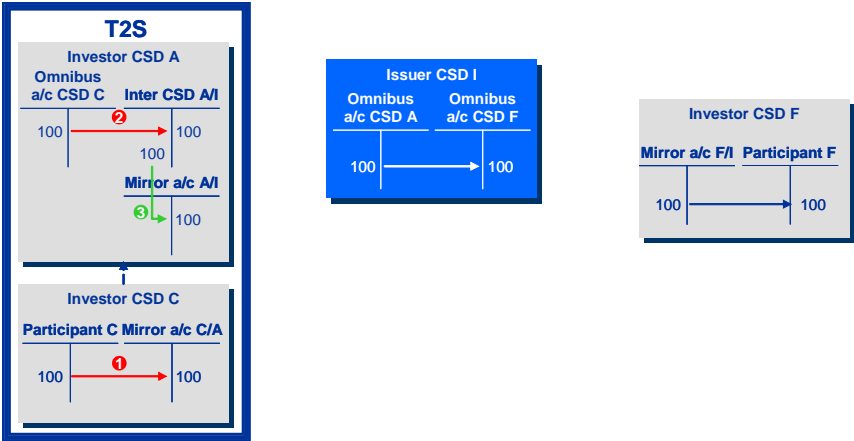 T2S
Investor CSD A
Omnibus
a/c CSD C Inter CSD A/I
2
100 100
100
Mirror a/c A/I
3 100
Investor CSD C
Participant C Mirror a/c C/A
1
100 100
Issuer CSD I
Omnibus Omnibus
a/c CSD A a/c CSD F
100 100
Investor CSD F
Mirror a/c F/I Participant F
100 100